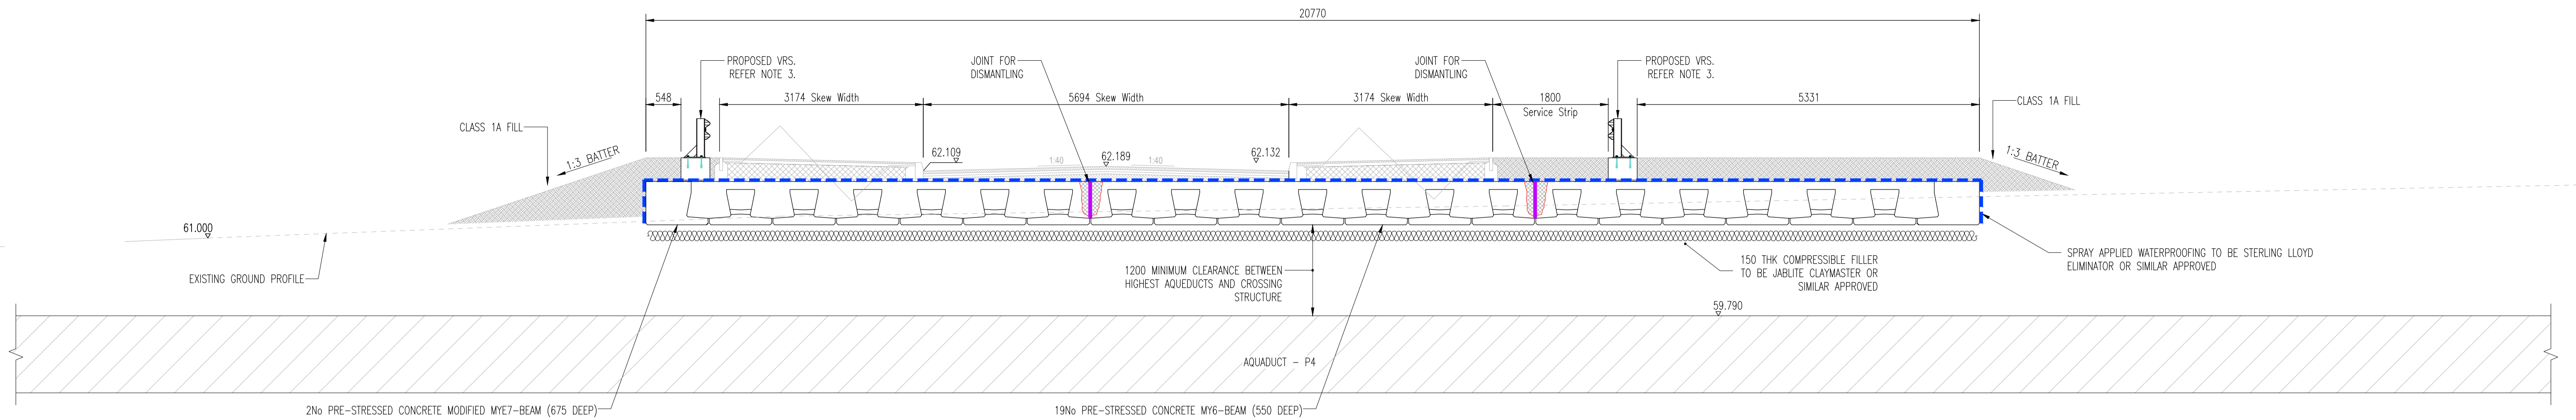 20770
PROPOSED VRS.
REFER NOTE 3.
JOINT FOR
DISMANTLING
JOINT FOR
DISMANTLING
PROPOSED VRS.
REFER NOTE 3.
548
3174 Skew Width
5694 Skew Width
3174 Skew Width
1800
Service Strip
5331
CLASS 1A FILL
CLASS 1A FILL
1:3 BATTER
62.109
1:40
62.189
1:40
62.132
1:3 BATTER
61.000
EXISTING GROUND PROFILE
1200 MINIMUM CLEARANCE BETWEEN
HIGHEST AQUEDUCTS AND CROSSING
STRUCTURE
150 THK COMPRESSIBLE FILLER
TO BE JABLITE CLAYMASTER OR
SIMILAR APPROVED
SPRAY APPLIED WATERPROOFING TO BE STERLING LLOYD
ELIMINATOR OR SIMILAR APPROVED
59.790
AQUADUCT - P4
2No PRE-STRESSED CONCRETE MODIFIED MYE7-BEAM (675 DEEP)
19No PRE-STRESSED CONCRETE MY6-BEAM (550 DEEP)